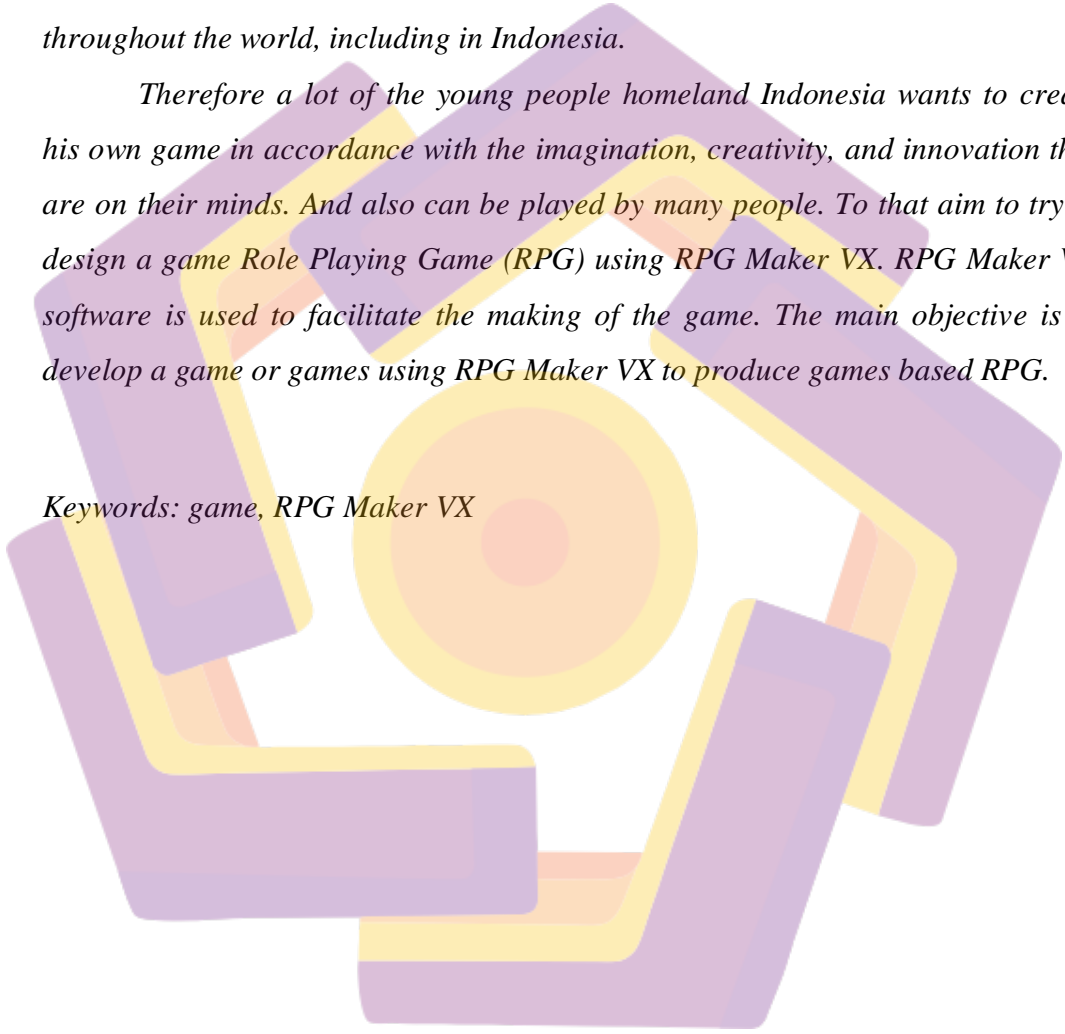 throughout the world, including in Indonesia.
Therefore a lot of the young people homeland Indonesia wants to crea
his own game in accordance with the imagination, creativity, and innovation th
are on their minds. And also can be played by many people. To that aim to try
design a game Role Playing Game (RPG) using RPG Maker VX. RPG Maker V
software is used to facilitate the making of the game. The main objective is
develop a game or games using RPG Maker VX to produce games based RPG.
Keywords: game, RPG Maker VX